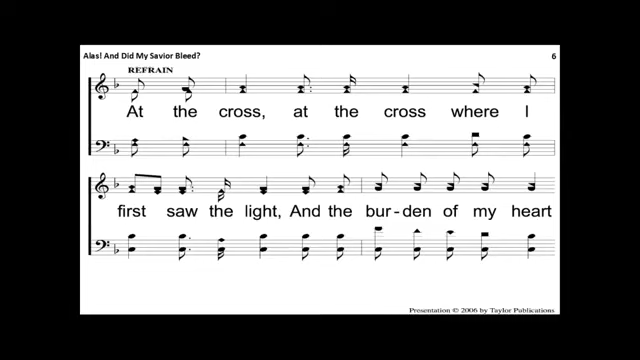 Alas! And Did My Savior Bleed? 6
REFRAIN
At the cross, at the cross where I
first saw the light, And the bur-den of my heart
Presentation © 2006 by Taylor Publications